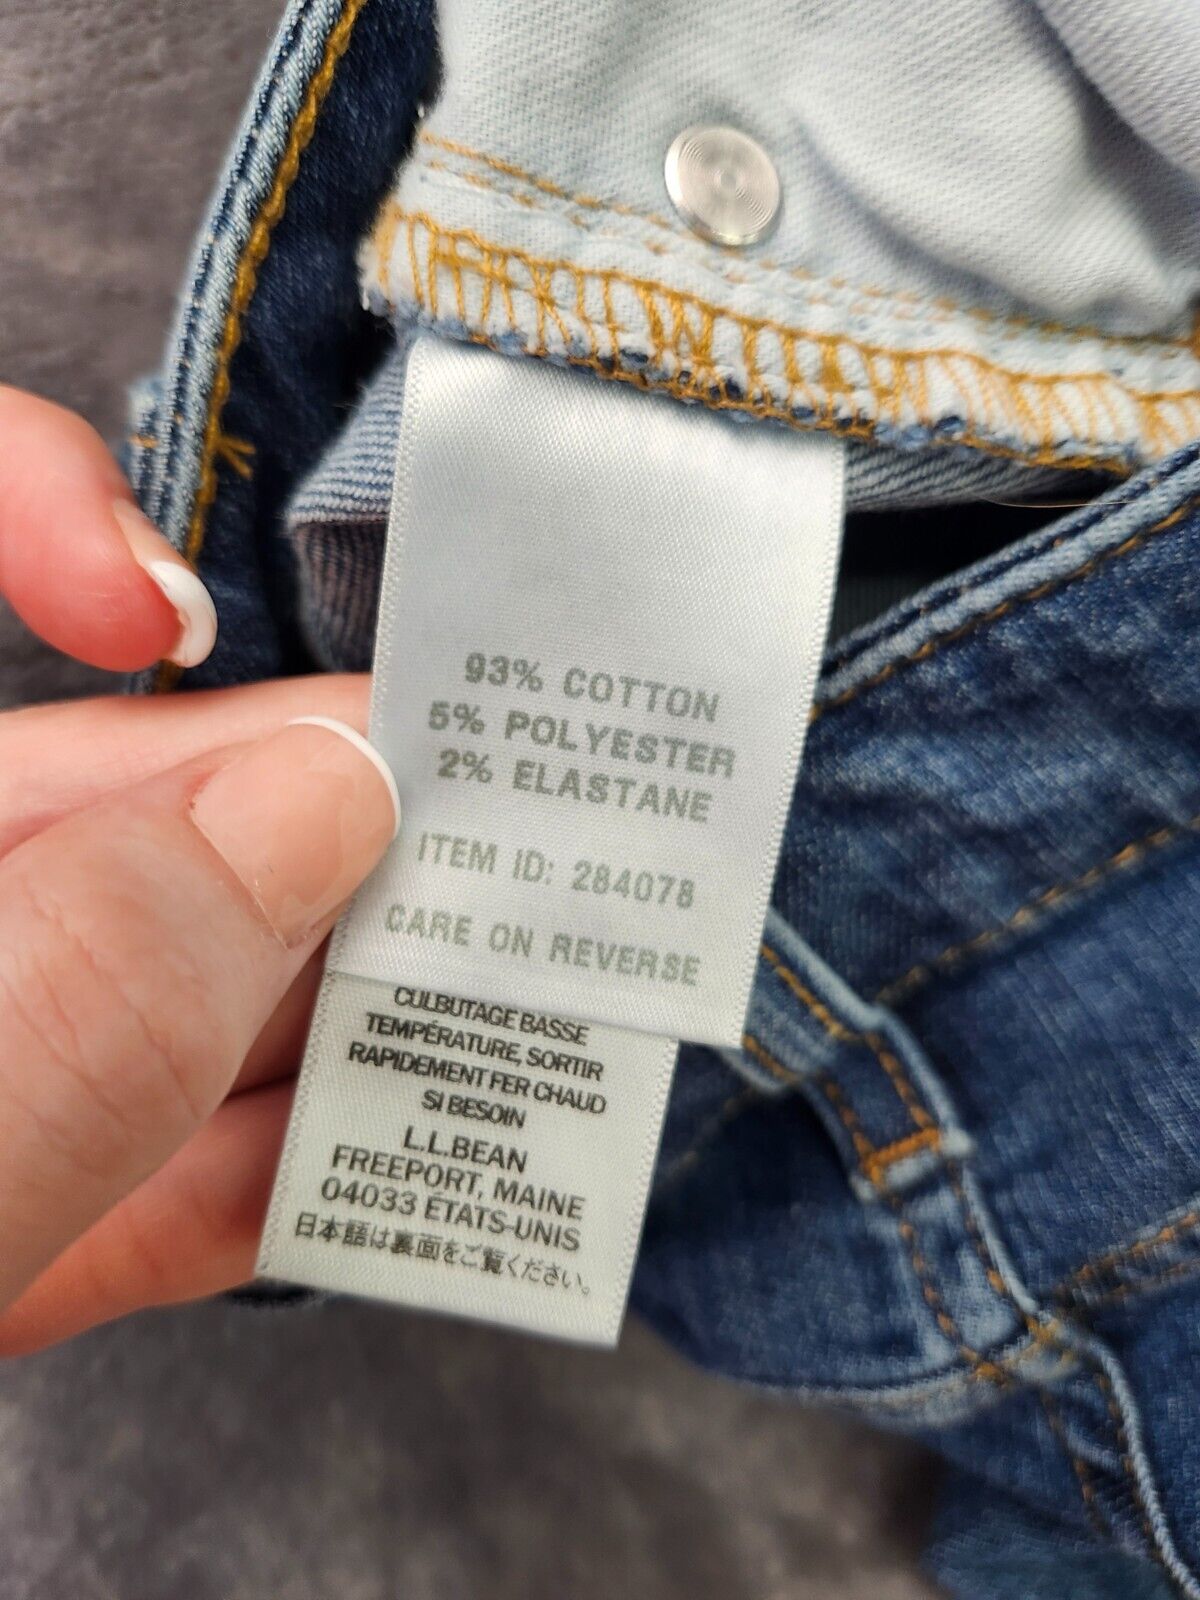 93% COTTON
5% POLYESTER
2% ELASTANE
ITEM ID: 284078
CARE ON REVERSE
CULBUTAGE BASSE
TEMPÉRATURE, SORTIR
RAPIDEMENT FER CHAUD
SI BESOIN
L.L.BEAN
FREEPORT, MAINE
04033 ÉTATS-UNIS
日本語は裏面をご覧ください。